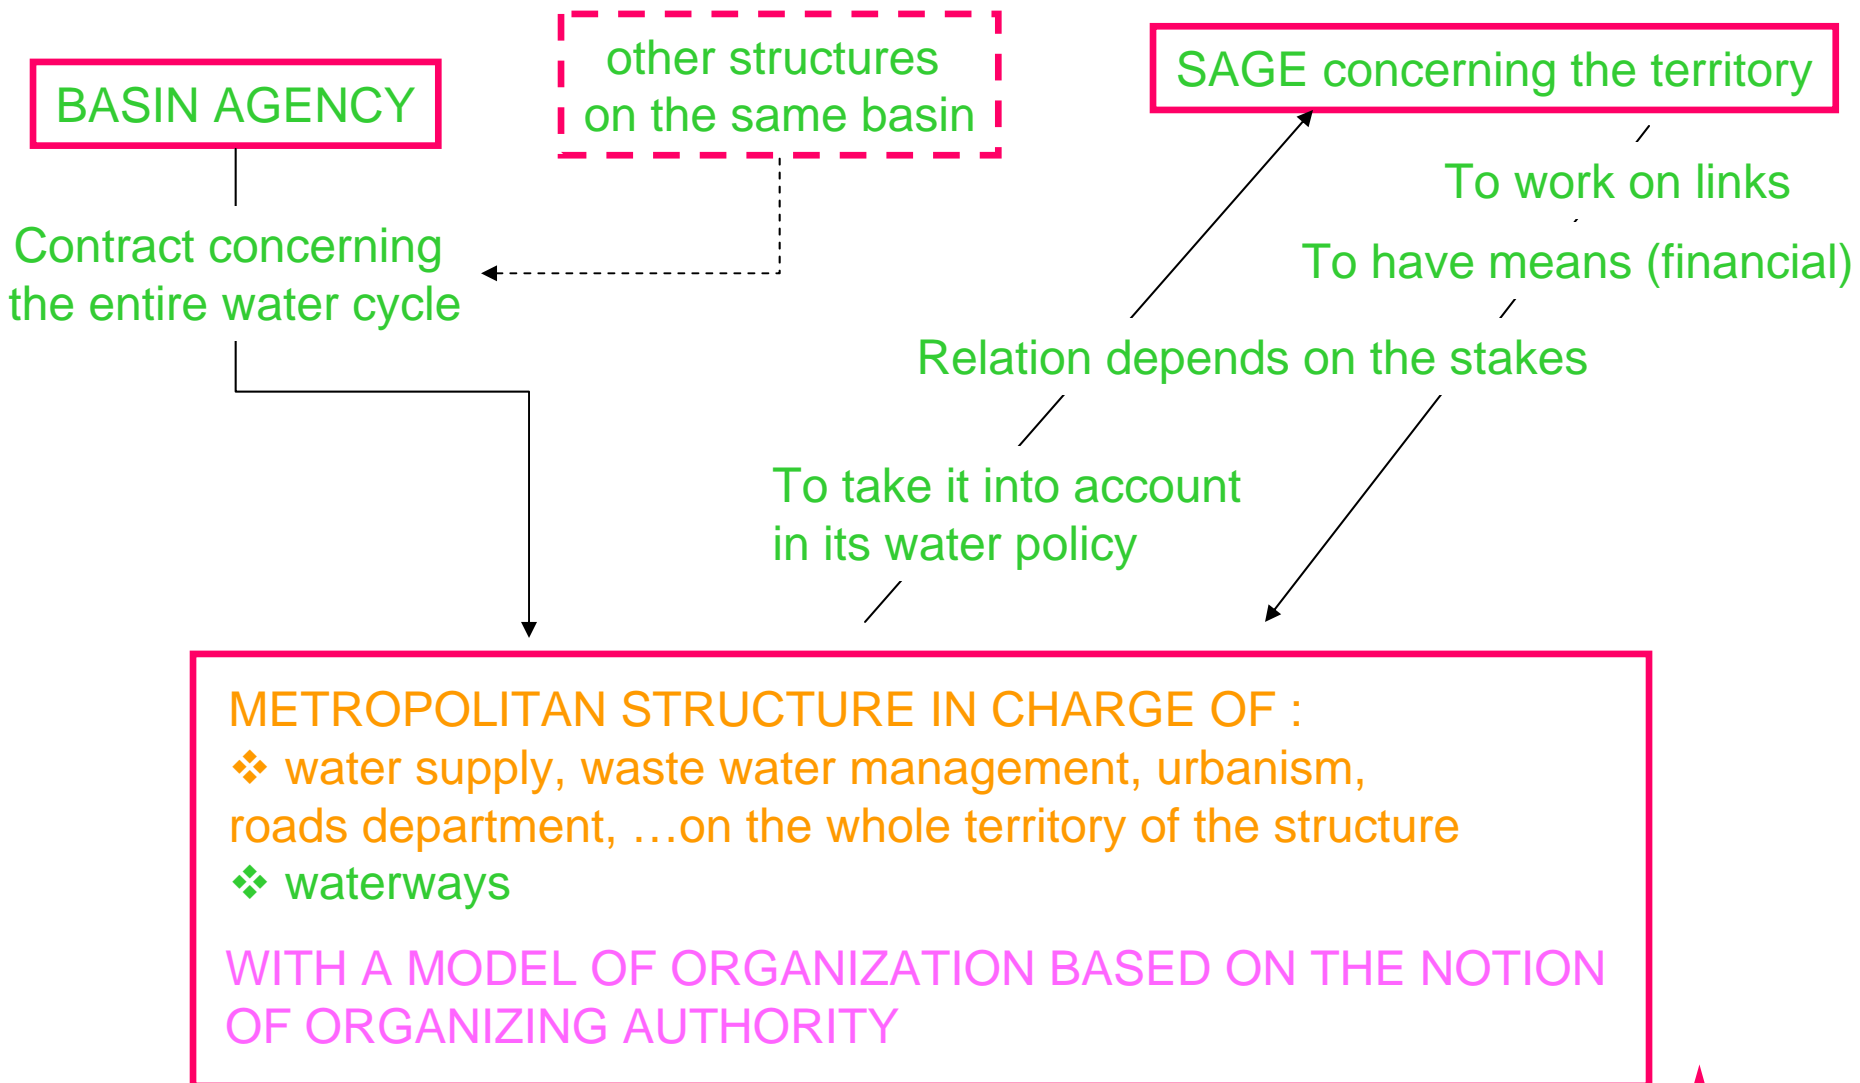 BASIN AGENCY
other structures
on the same basin
SAGE concerning the territory
To work on links
Contract concerning
the entire water cycle
To have means (financial)
Relation depends on the stakes
To take it into account
in its water policy
METROPOLITAN STRUCTURE IN CHARGE OF :
❖ water supply, waste water management, urbanism,
roads department, …on the whole territory of the structure
❖ waterways
WITH A MODEL OF ORGANIZATION BASED ON THE NOTION
OF ORGANIZING AUTHORITY